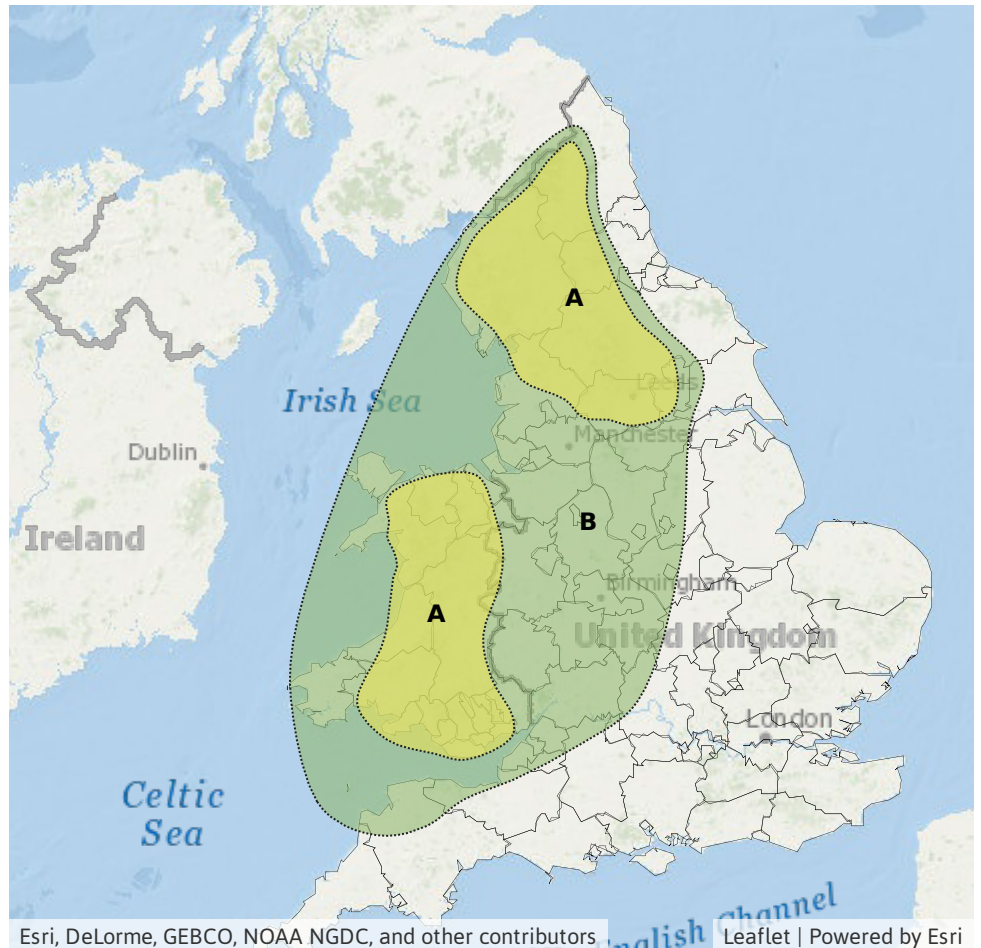 A
Leeds
Irish Sea
Manchester
Dublin
B
Ireland
Birmingham
A
United Kingdom
London
Celtic
Sea
English Channel
Esri, DeLorme, GEBCO, NOAA NGDC, and other contributors
Leaflet | Powered by Esri